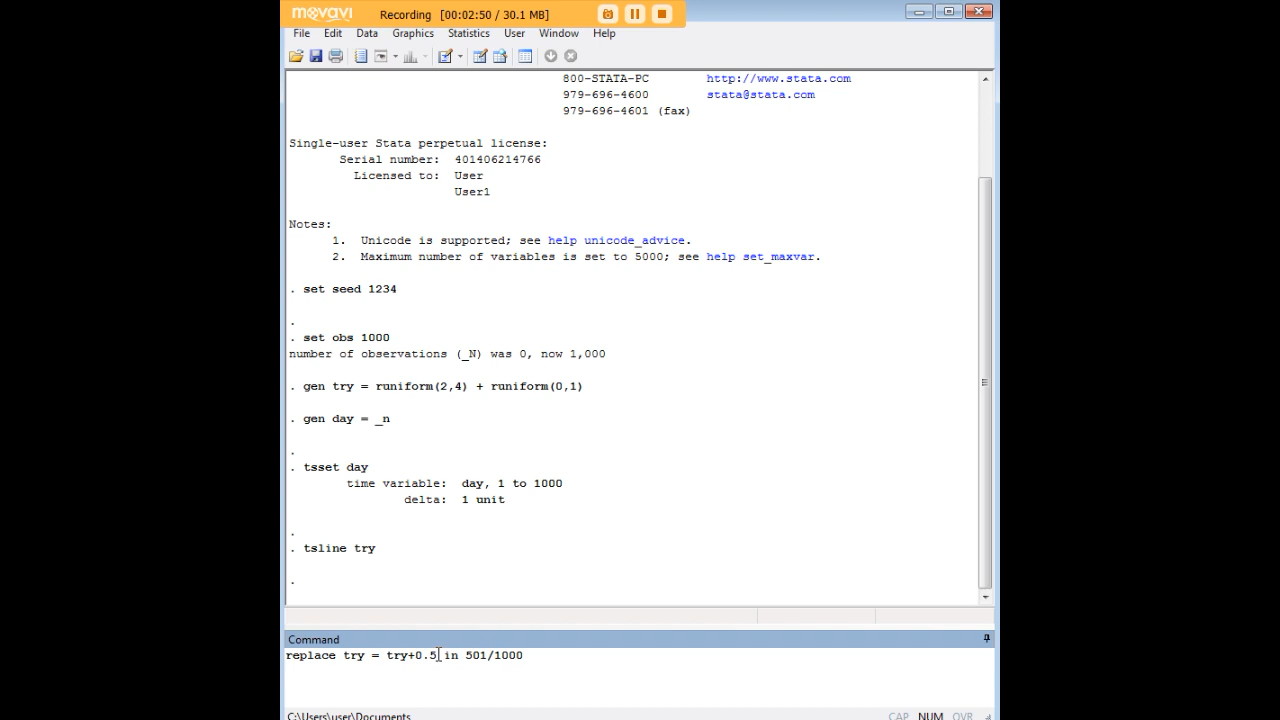 movavi Recording [00:02:50 / 30.1 MB]
File Edit Data Graphics Statistics User Window Help
800-STATA-PC http://www.stata.com
979-696-4600 stata@stata.com
979-696-4601 (fax)
Single-user Stata perpetual license:
Serial number: 401406214766
Licensed to: User
User1
Notes:
1. Unicode is supported; see help unicode_advice.
2. Maximum number of variables is set to 5000; see help set_maxvar.
. set seed 1234
.
. set obs 1000
number of observations (_N) was 0, now 1,000
. gen try = runiform(2,4) + runiform(0,1)
. gen day = _n
.
. tsset day
time variable: day, 1 to 1000
delta: 1 unit
.
. tsline try
.
Command
replace try = try+0.5 in 501/1000
C:\Users\user\Documents CAP NUM OVR